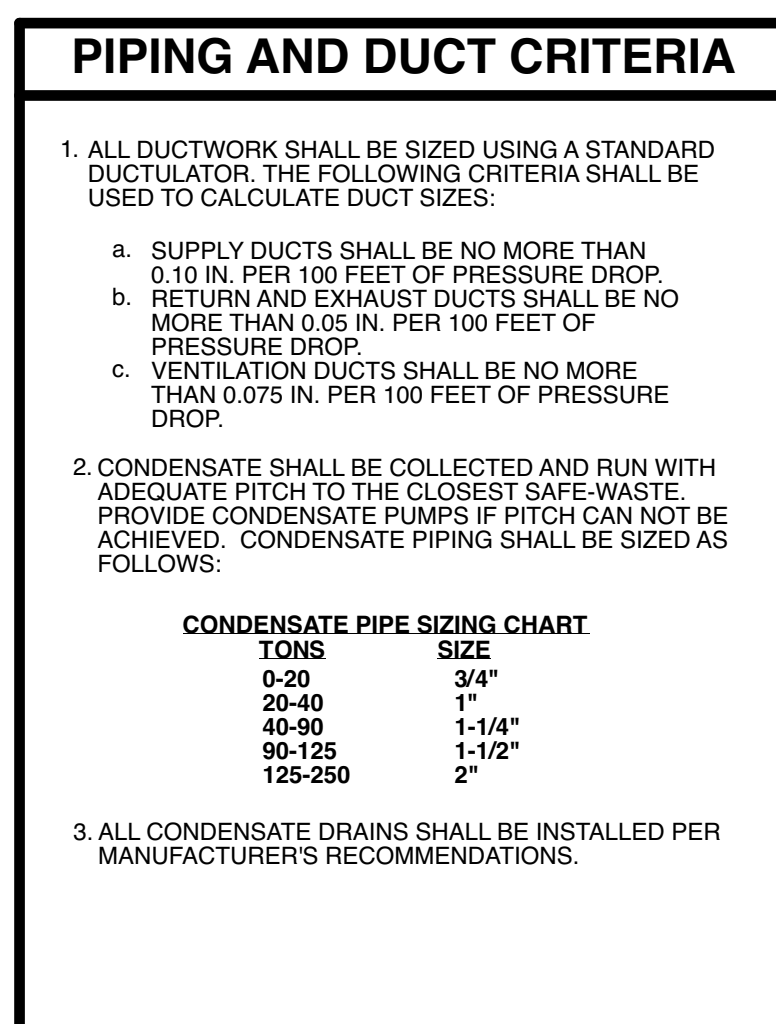 PIPING AND DUCT CRITERIA
1. ALL DUCTWORK SHALL BE SIZED USING A STANDARD
DUCTULATOR. THE FOLLOWING CRITERIA SHALL BE
USED TO CALCULATE DUCT SIZES:
a. SUPPLY DUCTS SHALL BE NO MORE THAN
0.10 IN. PER 100 FEET OF PRESSURE DROP.
b. RETURN AND EXHAUST DUCTS SHALL BE NO
MORE THAN 0.05 IN. PER 100 FEET OF
PRESSURE DROP.
c. VENTILATION DUCTS SHALL BE NO MORE
THAN 0.075 IN. PER 100 FEET OF PRESSURE
DROP.
2. CONDENSATE SHALL BE COLLECTED AND RUN WITH
ADEQUATE PITCH TO THE CLOSEST SAFE-WASTE.
PROVIDE CONDENSATE PUMPS IF PITCH CAN NOT BE
ACHIEVED. CONDENSATE PIPING SHALL BE SIZED AS
FOLLOWS:
CONDENSATE PIPE SIZING CHART
TONS SIZE
0-20 3/4"
20-40 1"
40-90 1-1/4"
90-125 1-1/2"
125-250 2"
3. ALL CONDENSATE DRAINS SHALL BE INSTALLED PER
MANUFACTURER'S RECOMMENDATIONS.